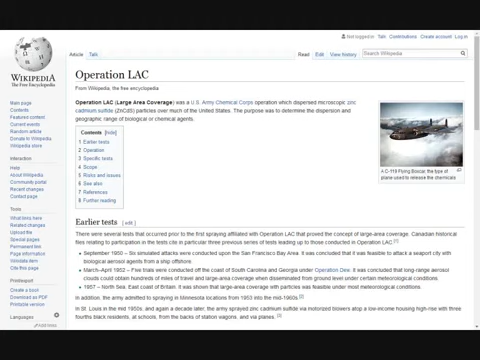 Not logged in Talk Contributions Create account Log in
WIKIPEDIA
The Free Encyclopedia
Article Talk
Read Edit View history
Search Wikipedia
Main page
Contents
Featured content
Current events
Random article
Donate to Wikipedia
Wikipedia store
Interaction
Help
About Wikipedia
Community portal
Recent changes
Contact page
Tools
What links here
Related changes
Upload file
Special pages
Permanent link
Page information
Wikidata item
Cite this page
Print/export
Create a book
Download as PDF
Printable version
Languages
Add links
Operation LAC
From Wikipedia, the free encyclopedia
Operation LAC (Large Area Coverage) was a U.S. Army Chemical Corps operation which dispersed microscopic zinc
cadmium sulfide (ZnCdS) particles over much of the United States. The purpose was to determine the dispersion and
geographic range of biological or chemical agents.
Contents [hide]
1 Earlier tests
2 Operation
3 Specific tests
4 Scope
5 Risks and issues
6 See also
7 References
8 Further reading
A C-119 Flying Boxcar, the type of
plane used to release the chemicals
Earlier tests [ edit ]
There were several tests that occurred prior to the first spraying affiliated with Operation LAC that proved the concept of large-area coverage. Canadian historical
files relating to participation in the tests cite in particular three previous series of tests leading up to those conducted in Operation LAC.[1]
• September 1950 – Six simulated attacks were conducted upon the San Francisco Bay Area. It was concluded that it was feasible to attack a seaport city with
biological aerosol agents from a ship offshore.
• March–April 1952 – Five trials were conducted off the coast of South Carolina and Georgia under Operation Dew. It was concluded that long-range aerosol
clouds could obtain hundreds of miles of travel and large-area coverage when disseminated from ground level under certain meteorological conditions.
• 1957 – North Sea, East coast of Britain. It was shown that large-area coverage with particles was feasible under most meteorological conditions.
In addition, the army admitted to spraying in Minnesota locations from 1953 into the mid-1960s.[2]
In St. Louis in the mid 1950s, and again a decade later, the army sprayed zinc cadmium sulfide via motorized blowers atop a low-income housing high-rise with three
fourths black residents, at schools, from the backs of station wagons, and via planes. [3]